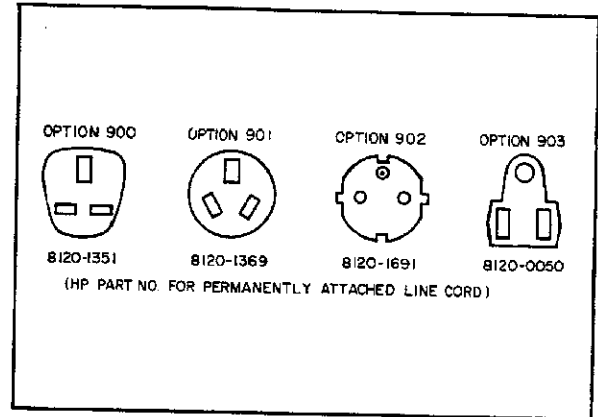 OPTION 900 OPTION 901 OPTION 902 OPTION 903
8120-1351 8120-1369 8120-1691 8120-0050
(HP PART NO. FOR PERMANENTLY ATTACHED LINE CORD)